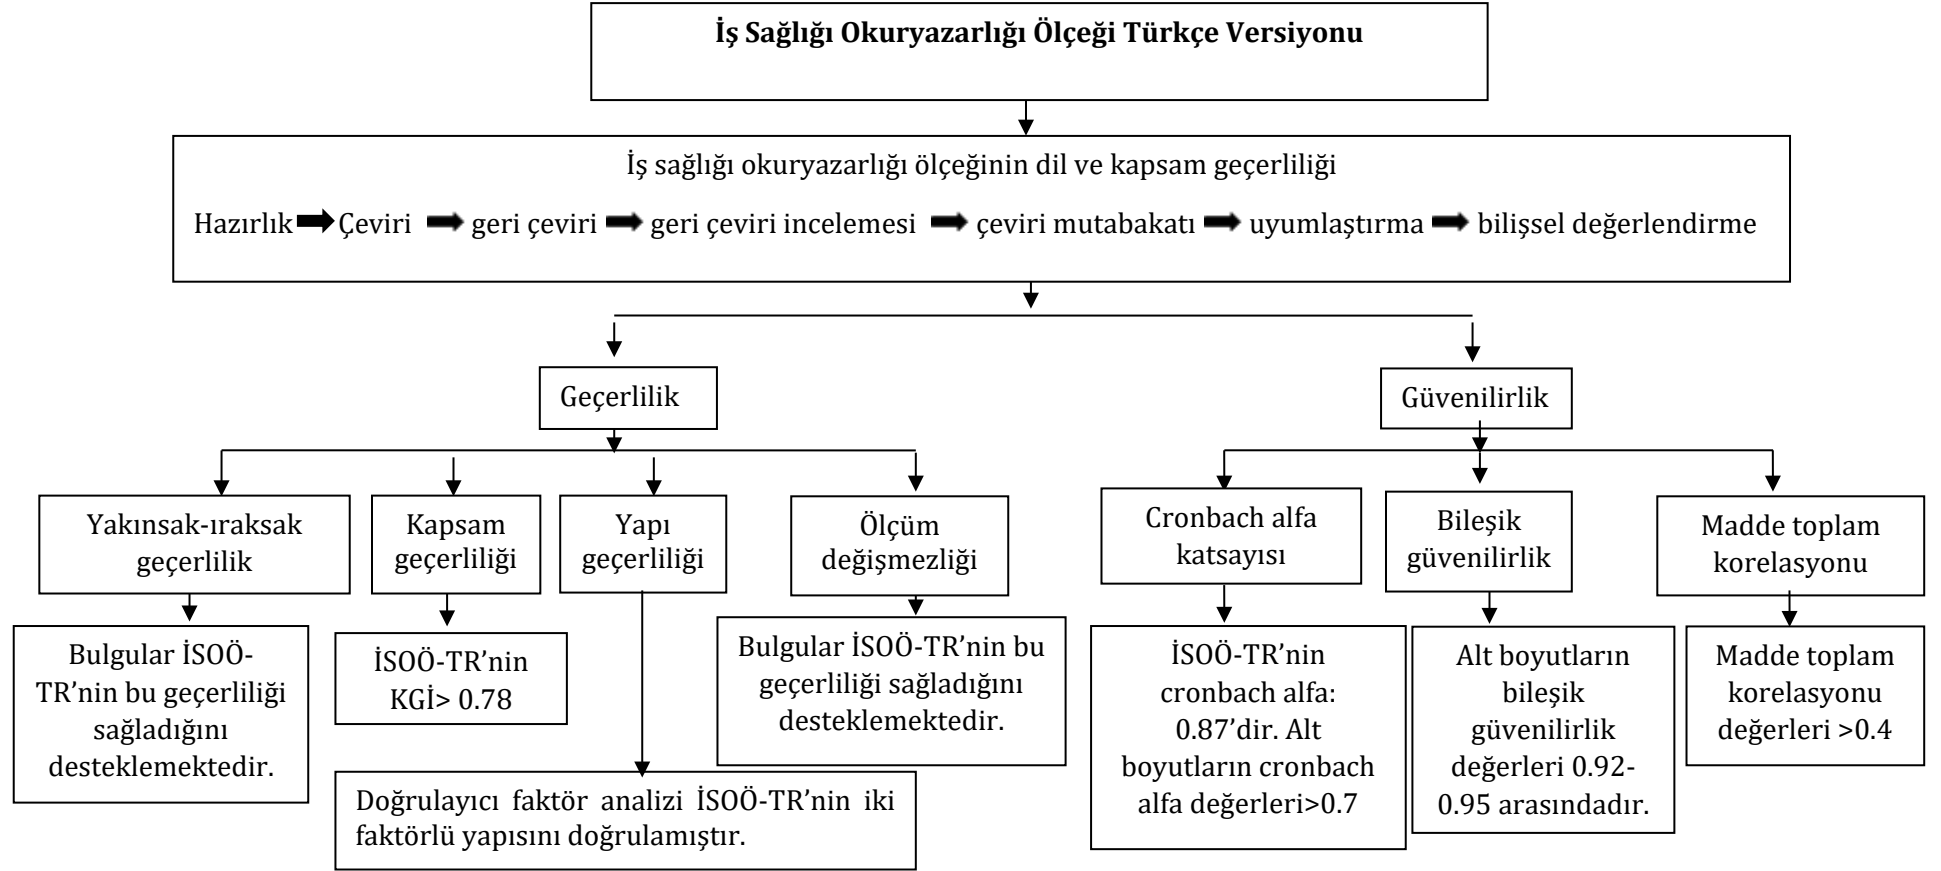 İş Sağlığı Okuryazarlığı Ölçeği Türkçe Versiyonu
İş sağlığı okuryazarlığı ölçeğinin dil ve kapsam geçerliliği
Hazırlık Çeviri geri çeviri geri çeviri incelemesi çeviri mutabakatı uyumlaştırma bilişsel değerlendirme
Geçerlilik
Güvenilirlik
Yakınsak-ıraksak
geçerlilik
Kapsam
geçerliliği
Yapı
geçerliliği
Ölçüm
değişmezliği
Cronbach alfa
katsayısı
Bileşik
güvenilirlik
Madde toplam
korelasyonu
Bulgular İSOÖ-
TR’nin bu geçerliliği
sağladığını
desteklemektedir.
İSOÖ-TR’nin
KGİ> 0.78
Doğrulayıcı faktör analizi İSOÖ-TR’nin iki
faktörlü yapısını doğrulamıştır.
Bulgular İSOÖ-TR’nin bu
geçerliliği sağladığını
desteklemektedir.
İSOÖ-TR’nin
cronbach alfa:
0.87’dir. Alt
boyutların cronbach
alfa değerleri>0.7
Alt boyutların
bileşik
güvenilirlik
değerleri 0.92-
0.95 arasındadır.
Madde toplam
korelasyonu
değerleri >0.4